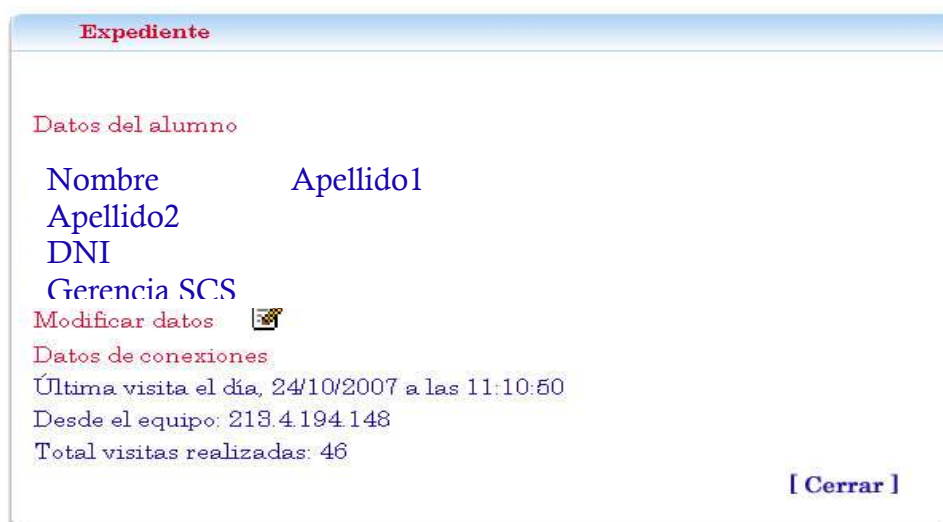 Expediente
Datos del alumno
Nombre Apellido1
Apellido2
DNI
Gerencia SCS
Modificar datos
Datos de conexiones
Última visita el día, 24/10/2007 a las 11:10:50
Desde el equipo: 213.4.194.148
Total visitas realizadas: 46
[ Cerrar ]